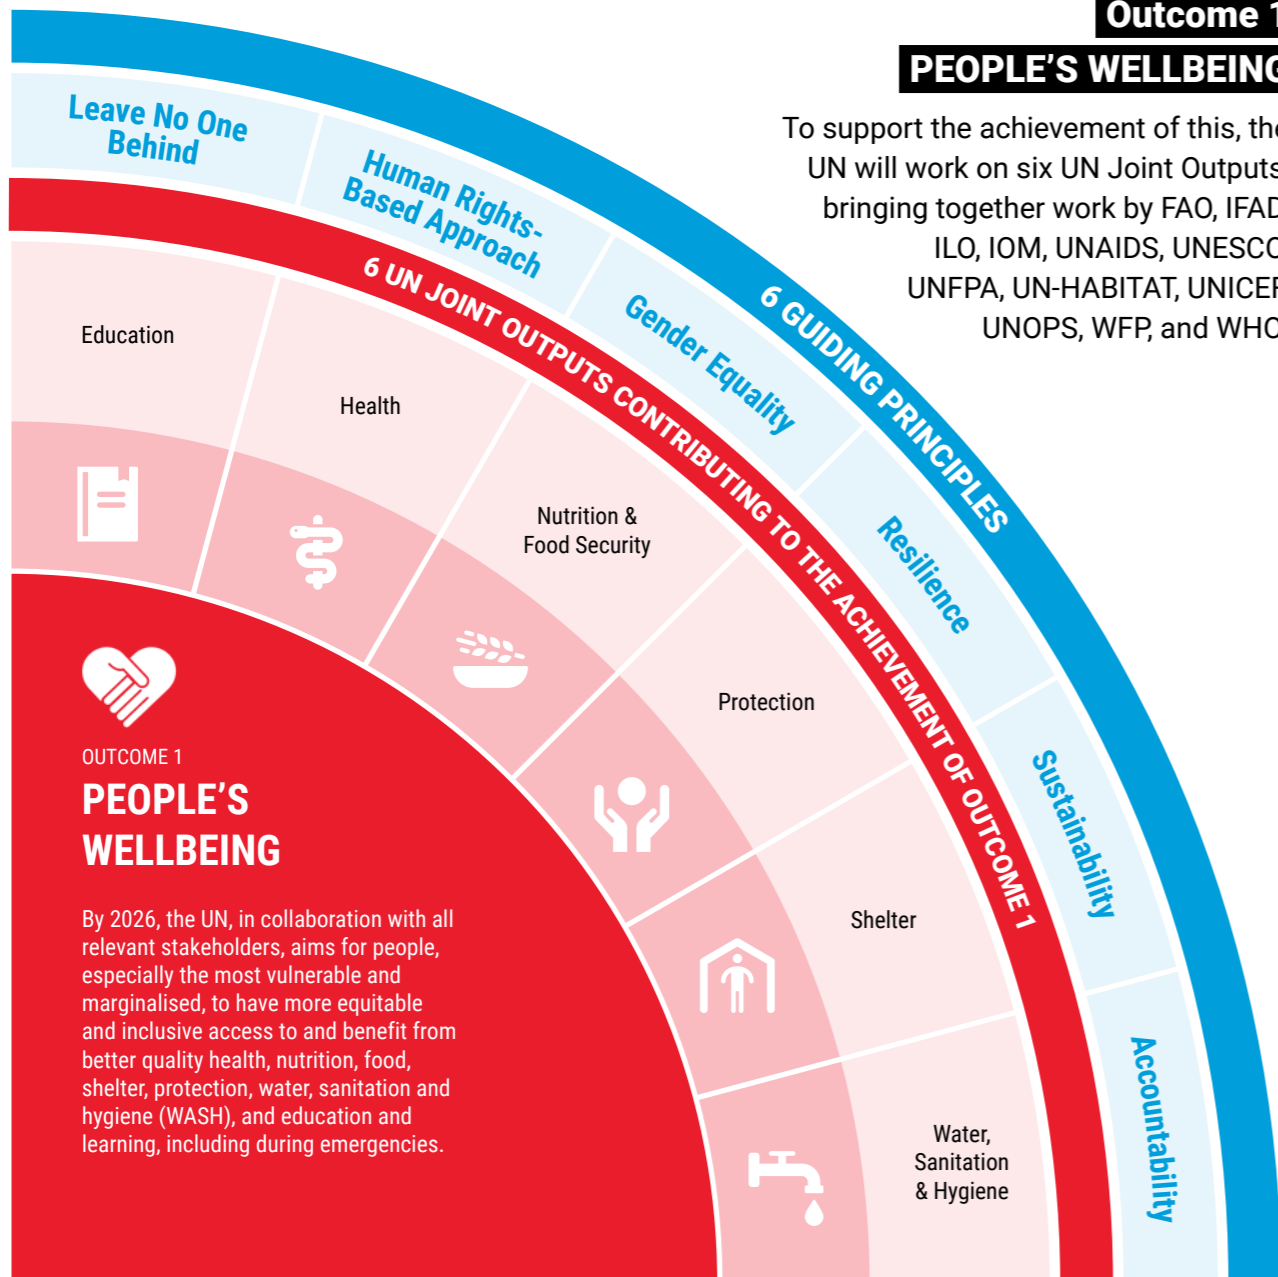 Outcome 1
PEOPLE'S WELLBEING
To support the achievement of this, the
UN will work on six UN Joint Outputs
bringing together work by FAO, IFAD
ILO, IOM, UNAIDS, UNESCO
UNFPA, UN-HABITAT, UNICEF
UNOPS, WFP, and WHO
6 GUIDING PRINCIPLES
Leave No One
Behind
Human Rights-
Based Approach
Gender Equality
Resilience
Sustainability
Accountability
6 UN JOINT OUTPUTS CONTRIBUTING TO THE ACHIEVEMENT OF OUTCOME 1
Education
Health
Nutrition &
Food Security
Protection
Shelter
Water,
Sanitation
& Hygiene
OUTCOME 1
PEOPLE'S
WELLBEING
By 2026, the UN, in collaboration with all
relevant stakeholders, aims for people,
especially the most vulnerable and
marginalised, to have more equitable
and inclusive access to and benefit from
better quality health, nutrition, food,
shelter, protection, water, sanitation and
hygiene (WASH), and education and
learning, including during emergencies.